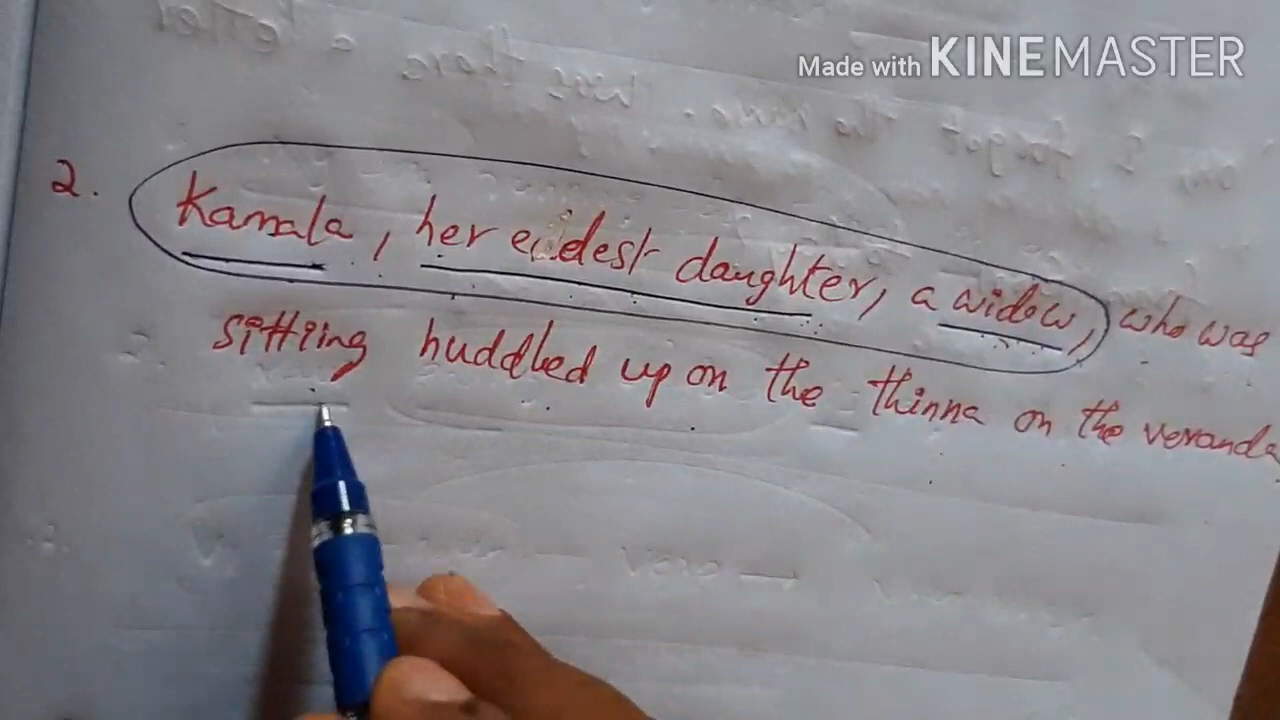 Made with KINEMASTER
2. Kamala, her eldest daughter, a widow, who was
sitting huddled up on the thinna on the veranda